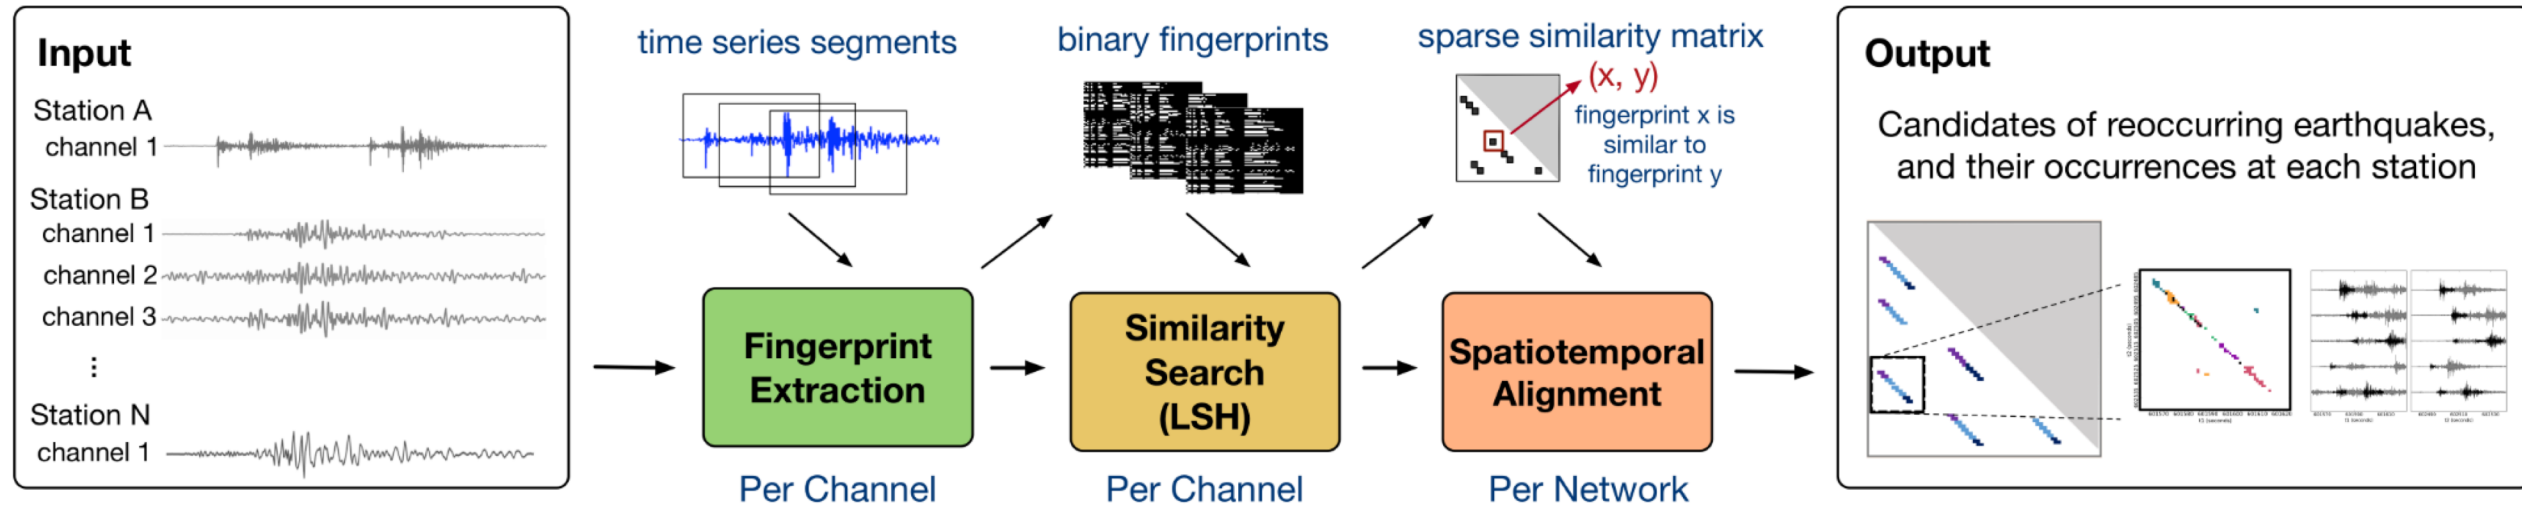 Input
Station A
channel 1
Station B
channel 1
channel 2
channel 3
⋮
Station N
channel 1
time series segments
binary fingerprints
sparse similarity matrix
(x, y)
fingerprint x is
similar to
fingerprint y
Fingerprint
Extraction
Per Channel
Similarity
Search
(LSH)
Per Channel
Spatiotemporal
Alignment
Per Network
Output
Candidates of reoccurring earthquakes,
and their occurrences at each station
t1 (seconds)